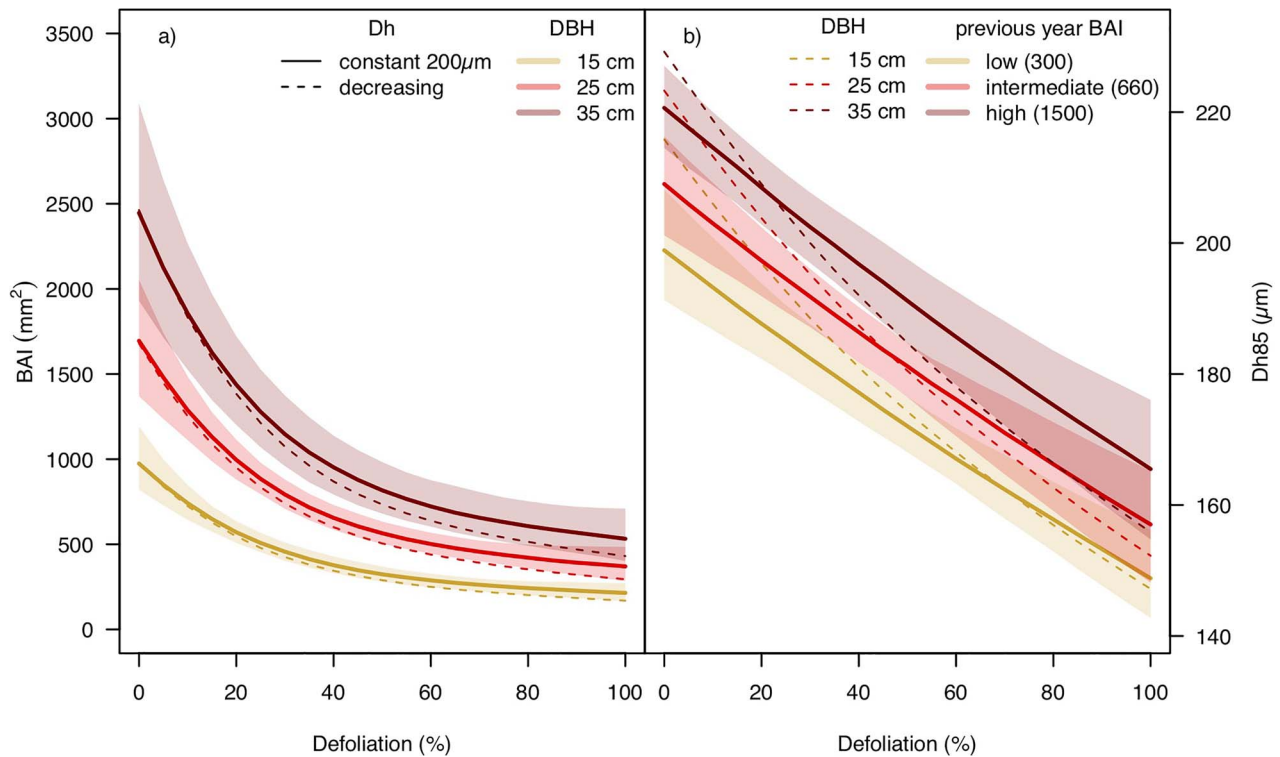 a)
Dh
DBH
constant 200µm
15 cm
decreasing
25 cm
35 cm
b)
DBH
previous year BAI
15 cm
low (300)
25 cm
intermediate (660)
35 cm
high (1500)
3500
3000
2500
2000
1500
1000
500
0
BAI (mm²)
220
200
180
160
140
Dh85 (µm)
0 20 40 60 80 100
0 20 40 60 80 100
Defoliation (%)
Defoliation (%)